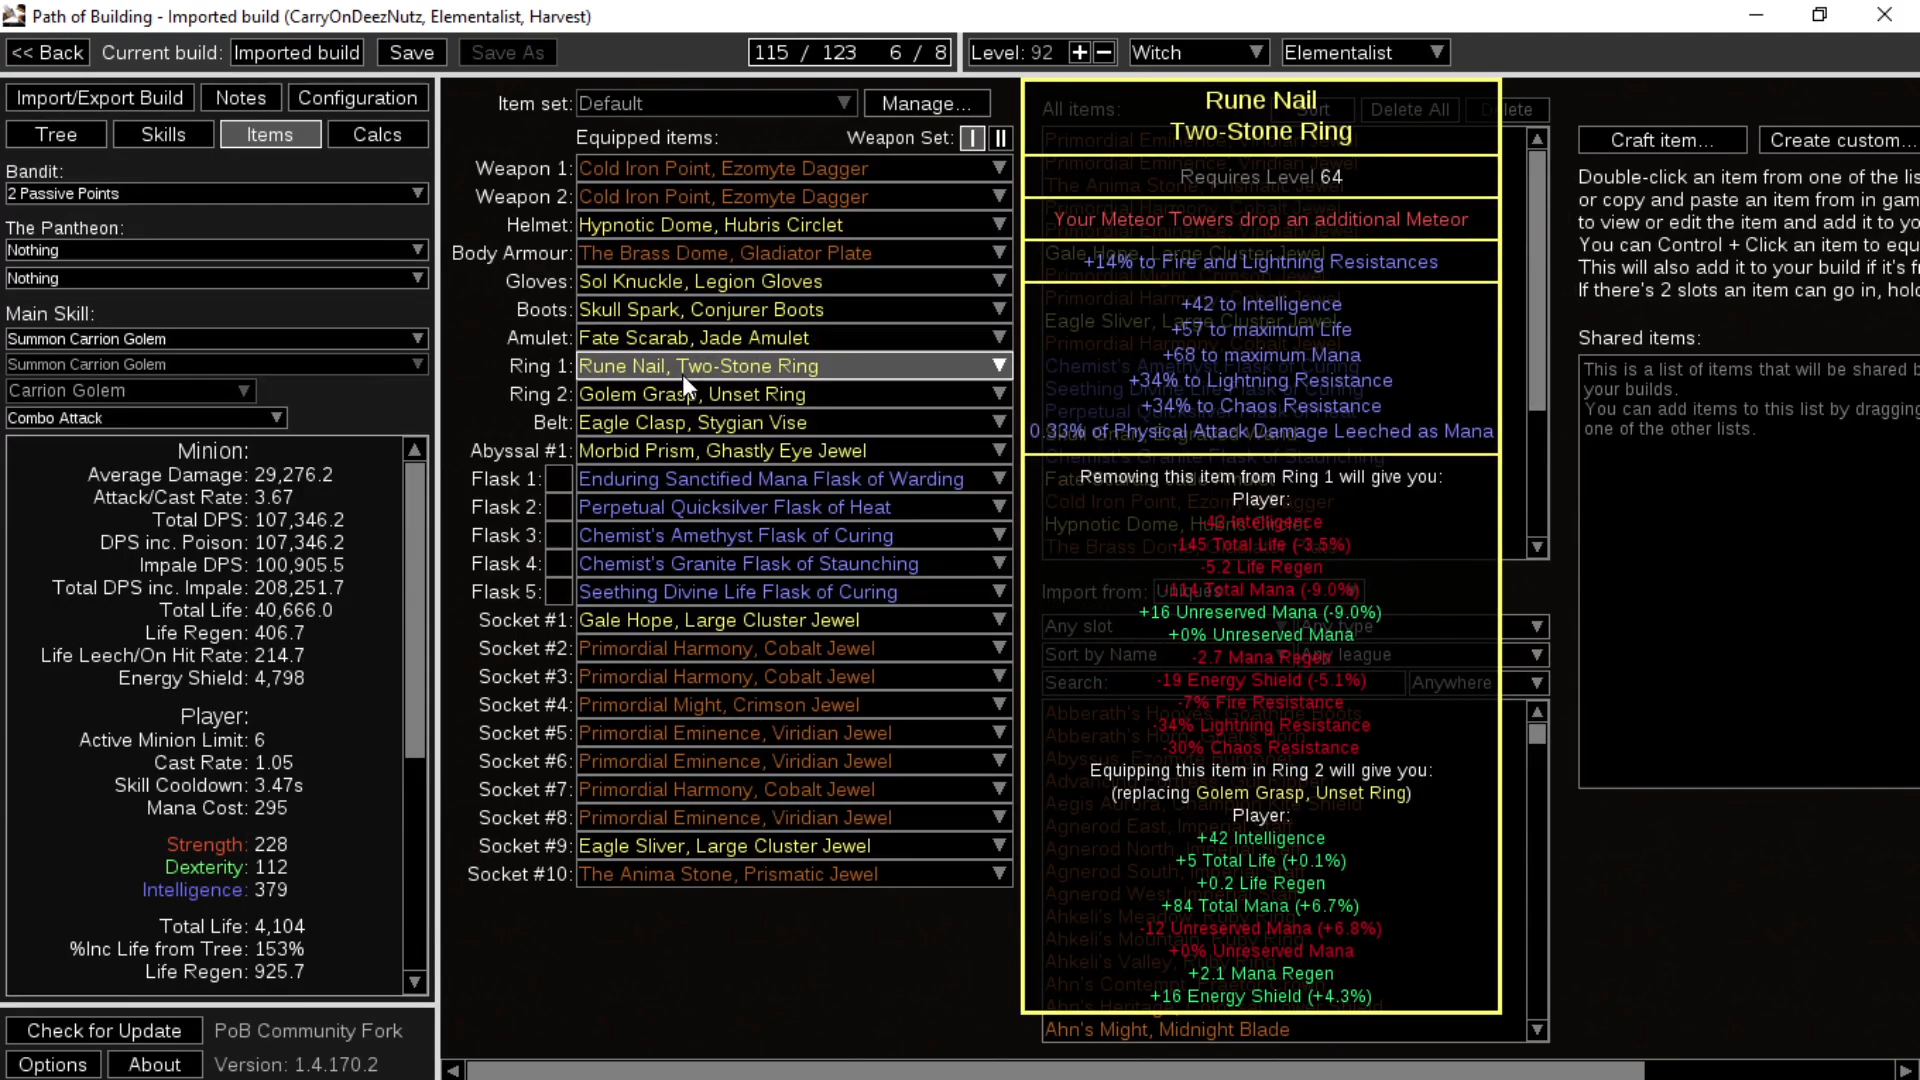 Path of Building - Imported build (CarryOnDeezNutz, Elementalist, Harvest)
<< Back Current build: Imported build Save Save As 115 / 123 6 / 8 Level: 92 + - Witch Elementalist
Import/Export Build Notes Configuration
Tree Skills Items Calcs
Bandit:
2 Passive Points
The Pantheon:
Nothing
Nothing
Main Skill:
Summon Carrion Golem
Summon Carrion Golem
Carrion Golem
Combo Attack
Minion:
Average Damage: 29,276.2
Attack/Cast Rate: 3.67
Total DPS: 107,346.2
DPS inc. Poison: 107,346.2
Impale DPS: 100,905.5
Total DPS inc. Impale: 208,251.7
Total Life: 40,666.0
Life Regen: 406.7
Life Leech/On Hit Rate: 214.7
Energy Shield: 4,798
Player:
Active Minion Limit: 6
Cast Rate: 1.05
Skill Cooldown: 3.47s
Mana Cost: 295
Strength: 228
Dexterity: 112
Intelligence: 379
Total Life: 4,104
%Inc Life from Tree: 153%
Life Regen: 925.7
Check for Update PoB Community Fork
Options About Version: 1.4.170.2
Item set: Default Manage...
Equipped items: Weapon Set: I II
Weapon 1: Cold Iron Point, Ezomyte Dagger
Weapon 2: Cold Iron Point, Ezomyte Dagger
Helmet: Hypnotic Dome, Hubris Circlet
Body Armour: The Brass Dome, Gladiator Plate
Gloves: Sol Knuckle, Legion Gloves
Boots: Skull Spark, Conjurer Boots
Amulet: Fate Scarab, Jade Amulet
Ring 1: Rune Nail, Two-Stone Ring
Ring 2: Golem Grasp, Unset Ring
Belt: Eagle Clasp, Stygian Vise
Abyssal #1: Morbid Prism, Ghastly Eye Jewel
Flask 1: Enduring Sanctified Mana Flask of Warding
Flask 2: Perpetual Quicksilver Flask of Heat
Flask 3: Chemist's Amethyst Flask of Curing
Flask 4: Chemist's Granite Flask of Staunching
Flask 5: Seething Divine Life Flask of Curing
Socket #1: Gale Hope, Large Cluster Jewel
Socket #2: Primordial Harmony, Cobalt Jewel
Socket #3: Primordial Harmony, Cobalt Jewel
Socket #4: Primordial Might, Crimson Jewel
Socket #5: Primordial Eminence, Viridian Jewel
Socket #6: Primordial Eminence, Viridian Jewel
Socket #7: Primordial Harmony, Cobalt Jewel
Socket #8: Primordial Eminence, Viridian Jewel
Socket #9: Eagle Sliver, Large Cluster Jewel
Socket #10: The Anima Stone, Prismatic Jewel
All items: Sort Delete All Delete
Rune Nail
Two-Stone Ring
Requires Level 64
Your Meteor Towers drop an additional Meteor
+14% to Fire and Lightning Resistances
+42 to Intelligence
+57 to maximum Life
+68 to maximum Mana
+34% to Lightning Resistance
+34% to Chaos Resistance
0.33% of Physical Attack Damage Leeched as Mana
Removing this item from Ring 1 will give you:
Player:
-42 Intelligence
-145 Total Life (-3.5%)
-5.2 Life Regen
-114 Total Mana (-9.0%)
+16 Unreserved Mana (-9.0%)
+0% Unreserved Mana
-2.7 Mana Regen
-19 Energy Shield (-5.1%)
-7% Fire Resistance
-34% Lightning Resistance
-30% Chaos Resistance
Equipping this item in Ring 2 will give you:
(replacing Golem Grasp, Unset Ring)
Player:
+42 Intelligence
+5 Total Life (+0.1%)
+0.2 Life Regen
+84 Total Mana (+6.7%)
-12 Unreserved Mana (+6.8%)
+0% Unreserved Mana
+2.1 Mana Regen
+16 Energy Shield (+4.3%)
Import from: Uniques
Any slot Any type
Sort by Name Any league
Search: Anywhere
Ahn's Might, Midnight Blade
Craft item... Create custom...
Double-click an item from one of the lis
or copy and paste an item from in gam
to view or edit the item and add it to yo
You can Control + Click an item to equ
This will also add it to your build if it's fr
If there's 2 slots an item can go in, hold
Shared items:
This is a list of items that will be shared b
your builds.
You can add items to this list by dragging
one of the other lists.